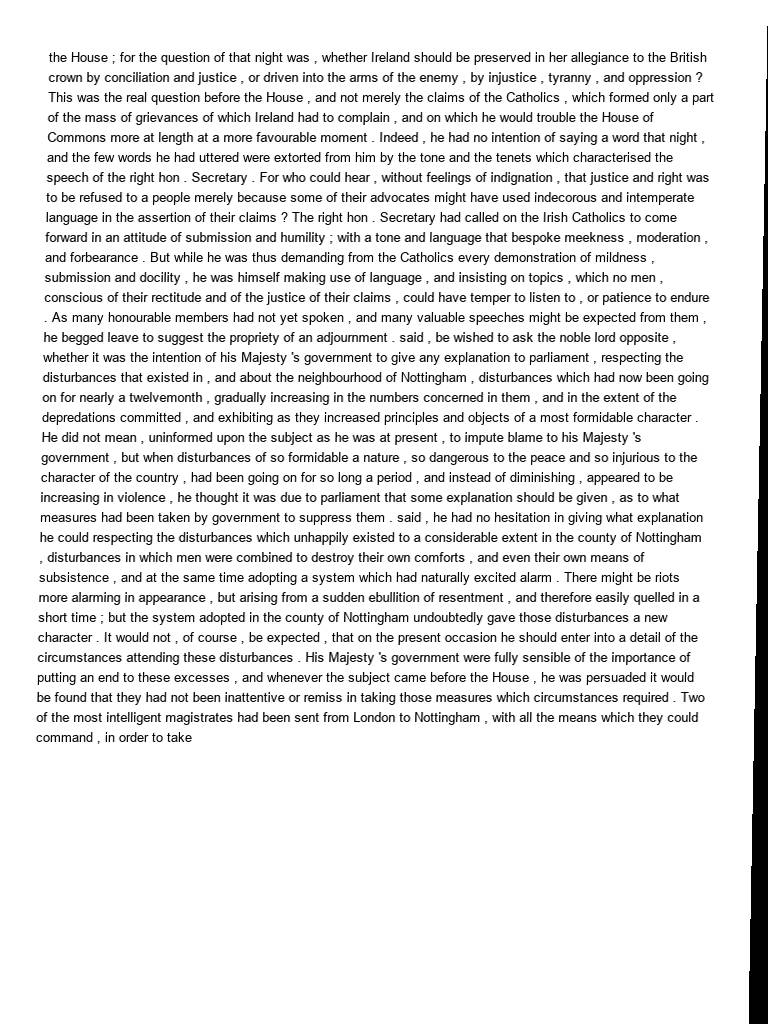 the House ; for the question of that night was , whether Ireland should be preserved in her allegiance to the British
crown by conciliation and justice , or driven into the arms of the enemy , by injustice , tyranny , and oppression ?
This was the real question before the House , and not merely the claims of the Catholics , which formed only a part
of the mass of grievances of which Ireland had to complain , and on which he would trouble the House of
Commons more at length at a more favourable moment . Indeed , he had no intention of saying a word that night ,
and the few words he had uttered were extorted from him by the tone and the tenets which characterised the
speech of the right hon . Secretary . For who could hear , without feelings of indignation , that justice and right was
to be refused to a people merely because some of their advocates might have used indecorous and intemperate
language in the assertion of their claims ? The right hon . Secretary had called on the Irish Catholics to come
forward in an attitude of submission and humility ; with a tone and language that bespoke meekness , moderation ,
and forbearance . But while he was thus demanding from the Catholics every demonstration of mildness ,
submission and docility , he was himself making use of language , and insisting on topics , which no men ,
conscious of their rectitude and of the justice of their claims , could have temper to listen to , or patience to endure
. As many honourable members had not yet spoken , and many valuable speeches might be expected from them ,
he begged leave to suggest the propriety of an adjournment . said , be wished to ask the noble lord opposite ,
whether it was the intention of his Majesty 's government to give any explanation to parliament , respecting the
disturbances that existed in , and about the neighbourhood of Nottingham , disturbances which had now been going
on for nearly a twelvemonth , gradually increasing in the numbers concerned in them , and in the extent of the
depredations committed , and exhibiting as they increased principles and objects of a most formidable character .
He did not mean , uninformed upon the subject as he was at present , to impute blame to his Majesty 's
government , but when disturbances of so formidable a nature , so dangerous to the peace and so injurious to the
character of the country , had been going on for so long a period , and instead of diminishing , appeared to be
increasing in violence , he thought it was due to parliament that some explanation should be given , as to what
measures had been taken by government to suppress them . said , he had no hesitation in giving what explanation
he could respecting the disturbances which unhappily existed to a considerable extent in the county of Nottingham
, disturbances in which men were combined to destroy their own comforts , and even their own means of
subsistence , and at the same time adopting a system which had naturally excited alarm . There might be riots
more alarming in appearance , but arising from a sudden ebullition of resentment , and therefore easily quelled in a
short time ; but the system adopted in the county of Nottingham undoubtedly gave those disturbances a new
character . It would not , of course , be expected , that on the present occasion he should enter into a detail of the
circumstances attending these disturbances . His Majesty 's government were fully sensible of the importance of
putting an end to these excesses , and whenever the subject came before the House , he was persuaded it would
be found that they had not been inattentive or remiss in taking those measures which circumstances required . Two
of the most intelligent magistrates had been sent from London to Nottingham , with all the means which they could
command , in order to take